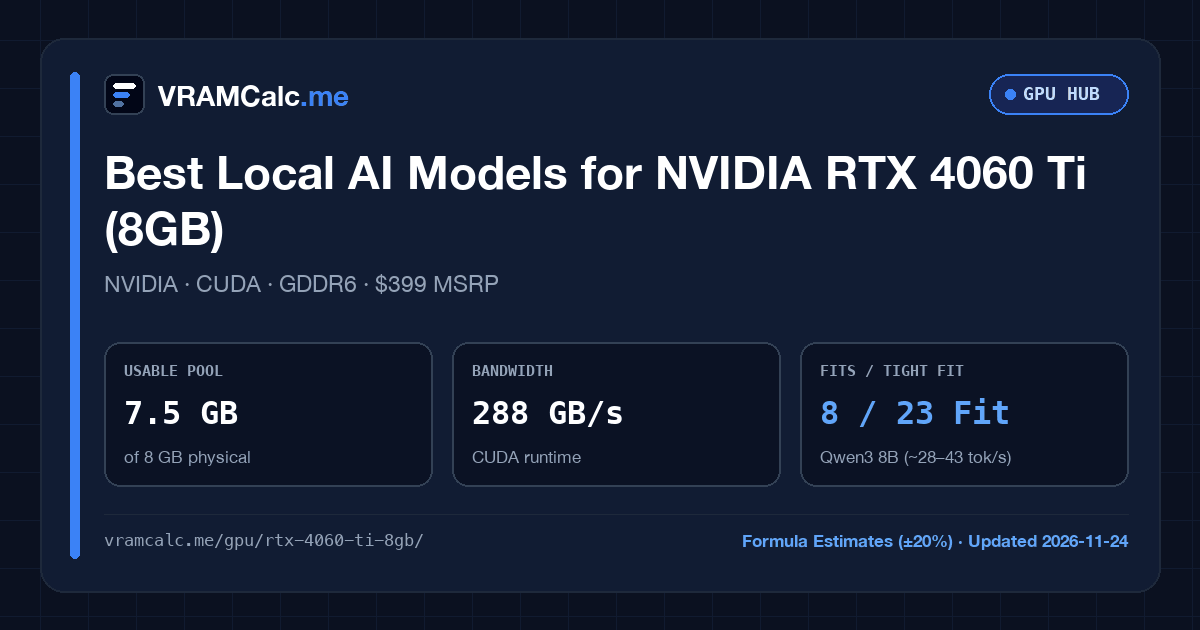 VRAMCalc.me
GPU HUB
Best Local AI Models for NVIDIA RTX 4060 Ti
(8GB)
NVIDIA · CUDA · GDDR6 · $399 MSRP
USABLE POOL
7.5 GB
of 8 GB physical
BANDWIDTH
288 GB/s
CUDA runtime
FITS / TIGHT FIT
8 / 23 Fit
Qwen3 8B (~28–43 tok/s)
vramcalc.me/gpu/rtx-4060-ti-8gb/
Formula Estimates (±20%) · Updated 2026-11-24